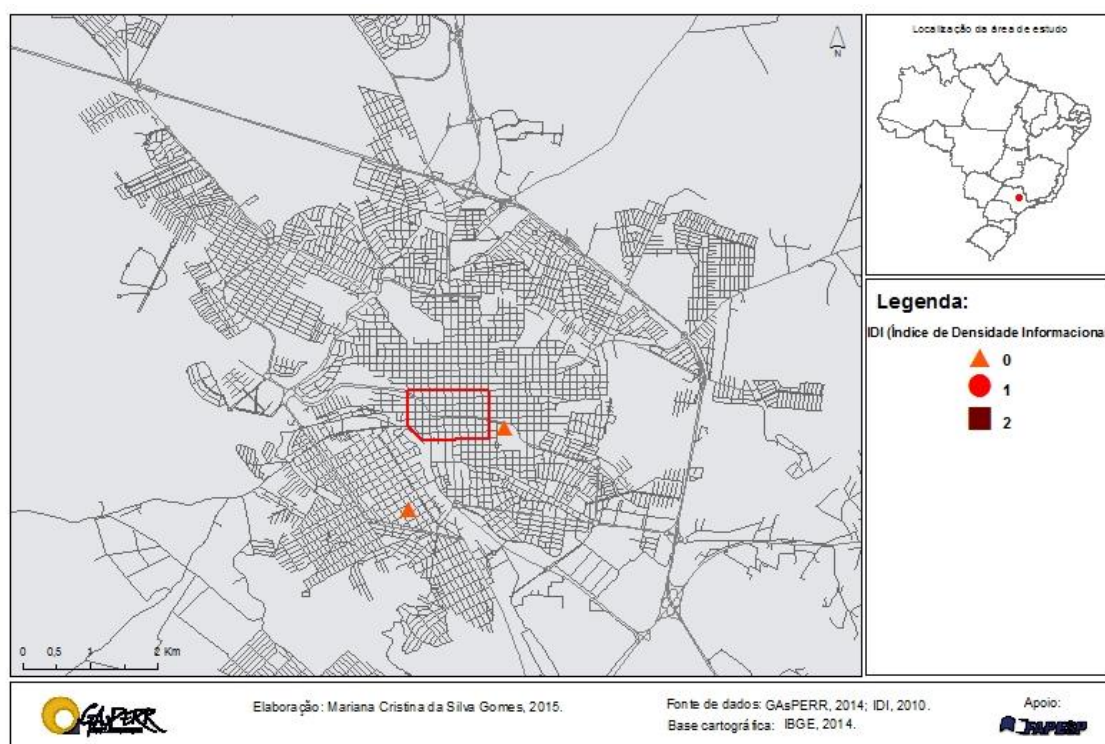 N
Localização da área de estudo
Legenda:
IDI (Índice de Densidade Informaciona
0
1
2
0 0,5 1 2 Km
GAsPERR
Elaboração: Mariana Cristina da Silva Gomes, 2015.
Fonte de dados: GAsPERR, 2014; IDI, 2010.
Base cartográfica: IBGE, 2014.
Apoio:
FAPESP